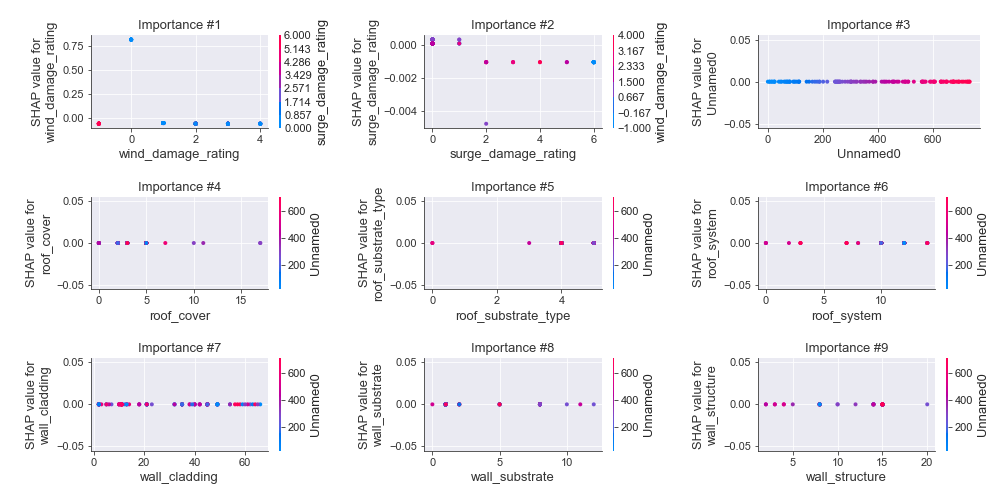 Importance #1
SHAP value for
wind_damage_rating
0.75
0.50
0.25
0.00
0
2
4
wind_damage_rating
6.000
5.143
4.286
3.429
2.571
1.714
0.857
0.000
surge_damage_rating
Importance #2
SHAP value for
surge_damage_rating
0.000
−0.002
−0.004
0
2
4
6
surge_damage_rating
4.000
3.167
2.333
1.500
0.667
−0.167
−1.000
wind_damage_rating
Importance #3
SHAP value for
Unnamed0
0.05
0.00
−0.05
0
200
400
600
Unnamed0
Importance #4
SHAP value for
roof_cover
0.05
0.00
−0.05
0
5
10
15
roof_cover
600
400
200
Unnamed0
Importance #5
SHAP value for
roof_substrate_type
0.05
0.00
−0.05
0
2
4
roof_substrate_type
600
400
200
Unnamed0
Importance #6
SHAP value for
roof_system
0.05
0.00
−0.05
0
5
10
roof_system
600
400
200
Unnamed0
Importance #7
SHAP value for
wall_cladding
0.05
0.00
−0.05
0
20
40
60
wall_cladding
600
400
200
Unnamed0
Importance #8
SHAP value for
wall_substrate
0.05
0.00
−0.05
0
5
10
wall_substrate
600
400
200
Unnamed0
Importance #9
SHAP value for
wall_structure
0.05
0.00
−0.05
5
10
15
20
wall_structure
600
400
200
Unnamed0